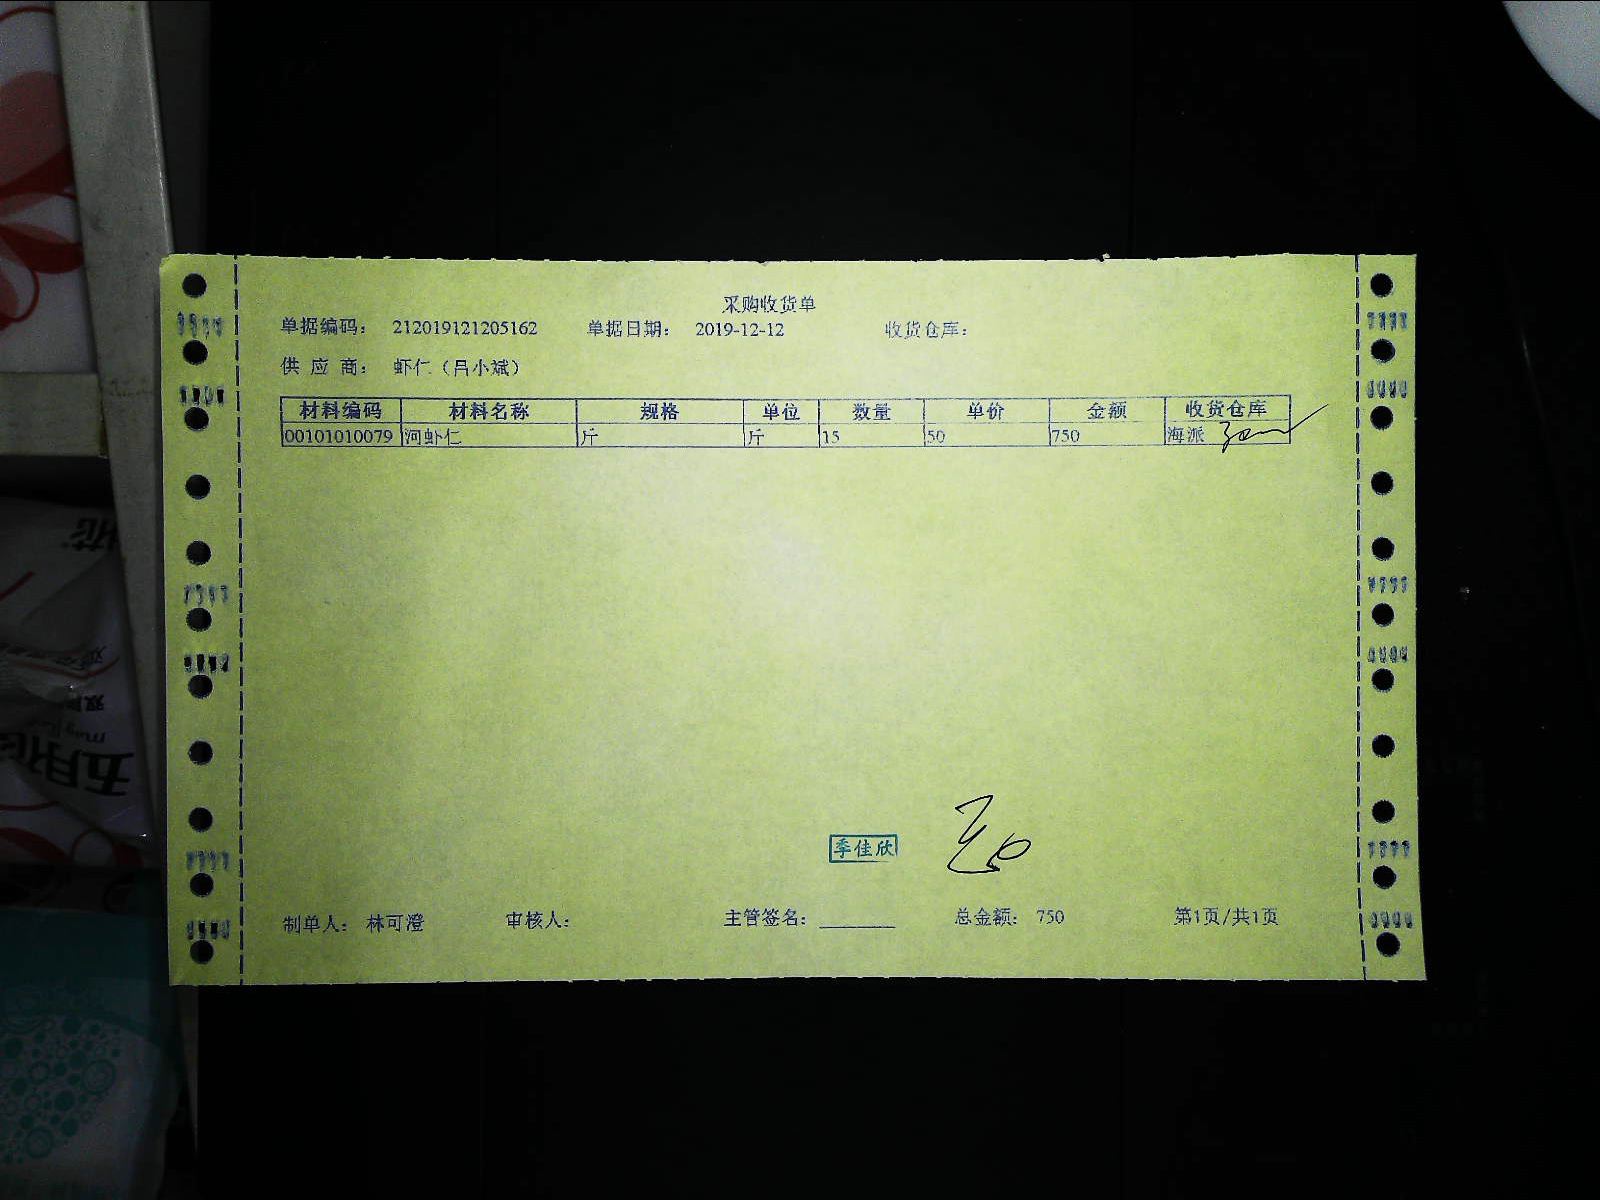 采购收货单
单据编码： 212019121205162 单据日期： 2019-12-12 收货仓库：
供 应 商： 虾仁（吕小斌）
材料编码 材料名称 规格 单位 数量 单价 金额 收货仓库
00101010079 河虾仁 斤 斤 15 50 750 海派
季佳欣
制单人： 林可澄 审核人： 主管签名： 总金额： 750 第1页/共1页
五月花